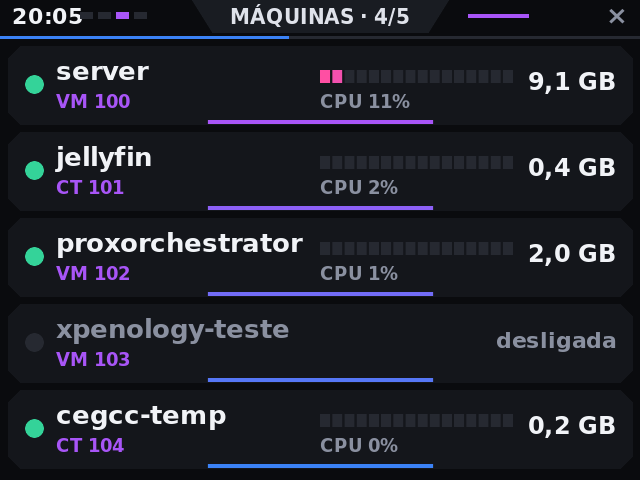 20:05 MÁQUINAS · 4/5 ✕
server
VM 100
CPU 11%
9,1 GB
jellyfin
CT 101
CPU 2%
0,4 GB
proxorchestrator
VM 102
CPU 1%
2,0 GB
xpenology-teste
VM 103
desligada
cegcc-temp
CT 104
CPU 0%
0,2 GB